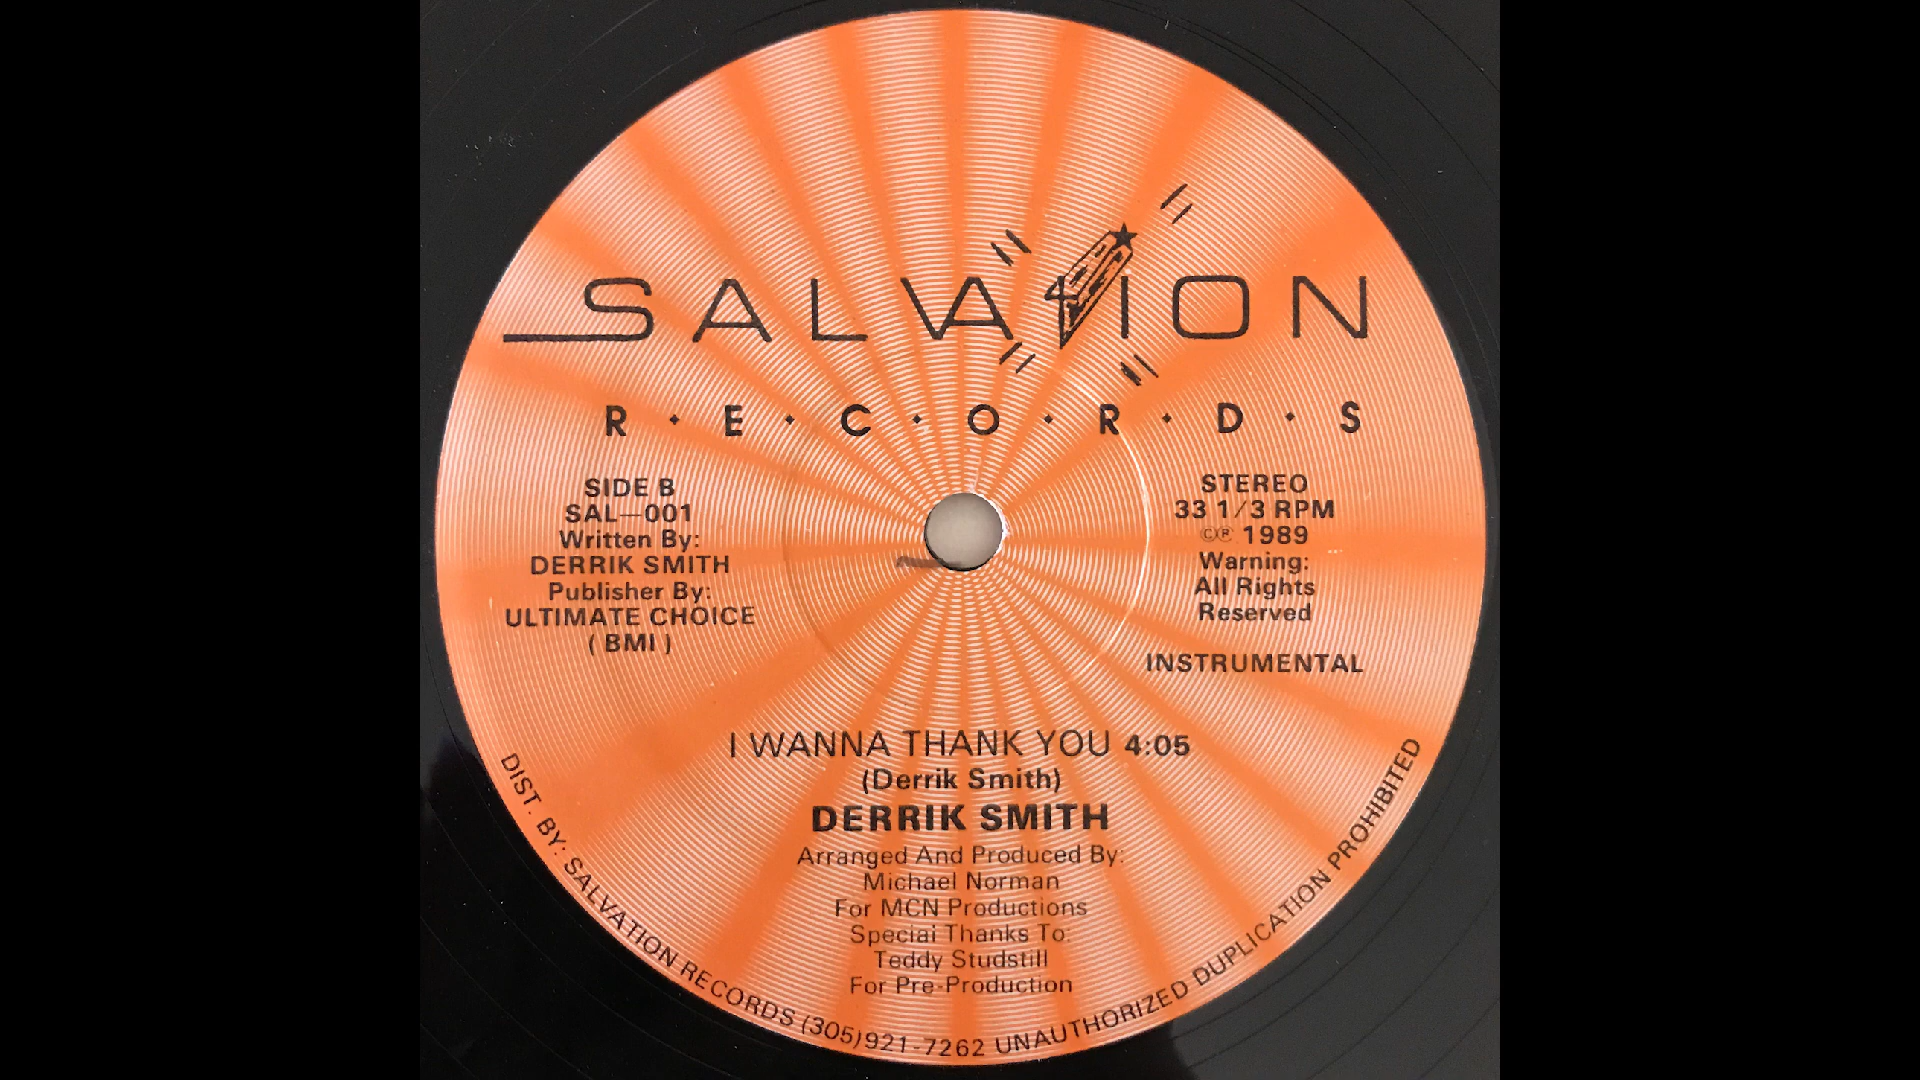 SALVATION
R·E·C·O·R·D·S
SIDE B
SAL—001
Written By:
DERRIK SMITH
Publisher By:
ULTIMATE CHOICE
( BMI )
STEREO
33 1/3 RPM
©℗ 1989
Warning:
All Rights
Reserved
INSTRUMENTAL
I WANNA THANK YOU 4:05
(Derrik Smith)
DERRIK SMITH
Arranged And Produced By:
Michael Norman
For MCN Productions
Special Thanks To:
Teddy Studstill
For Pre-Production
DIST. BY: SALVATION RECORDS (305)921-7262 UNAUTHORIZED DUPLICATION PROHIBITED